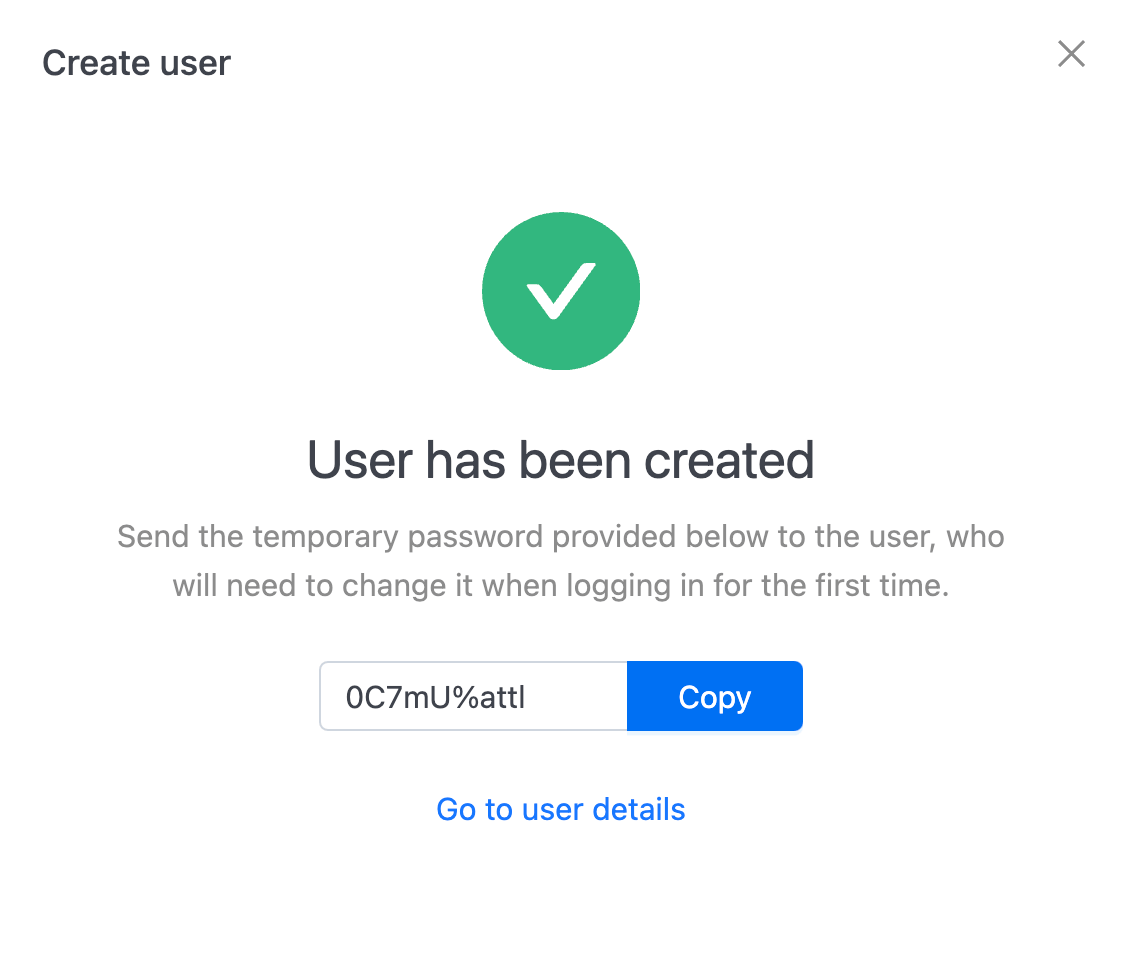 Create user
User has been created
Send the temporary password provided below to the user, who
will need to change it when logging in for the first time.
0C7mU%attl
Copy
Go to user details